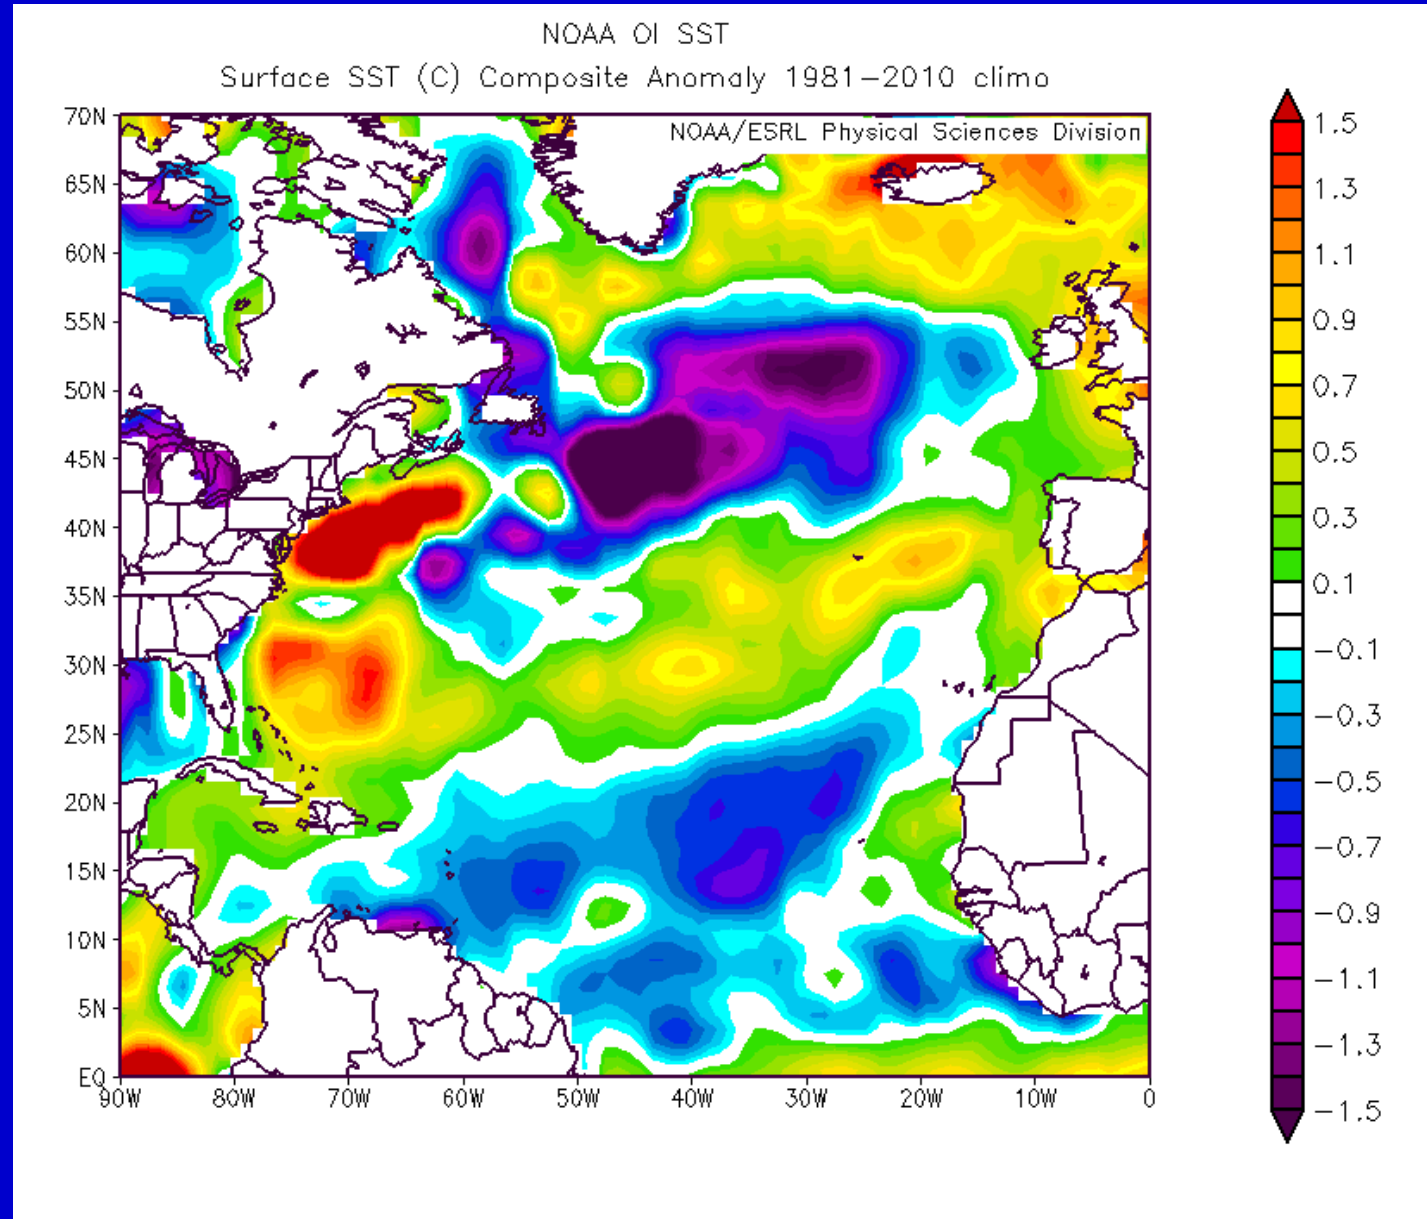 NOAA OI SST
Surface SST (C) Composite Anomaly 1981-2010 climo
NOAA/ESRL Physical Sciences Division
70N
65N
60N
55N
50N
45N
40N
35N
30N
25N
20N
15N
10N
5N
EQ
90W 80W 70W 60W 50W 40W 30W 20W 10W 0
1.5
1.3
1.1
0.9
0.7
0.5
0.3
0.1
-0.1
-0.3
-0.5
-0.7
-0.9
-1.1
-1.3
-1.5